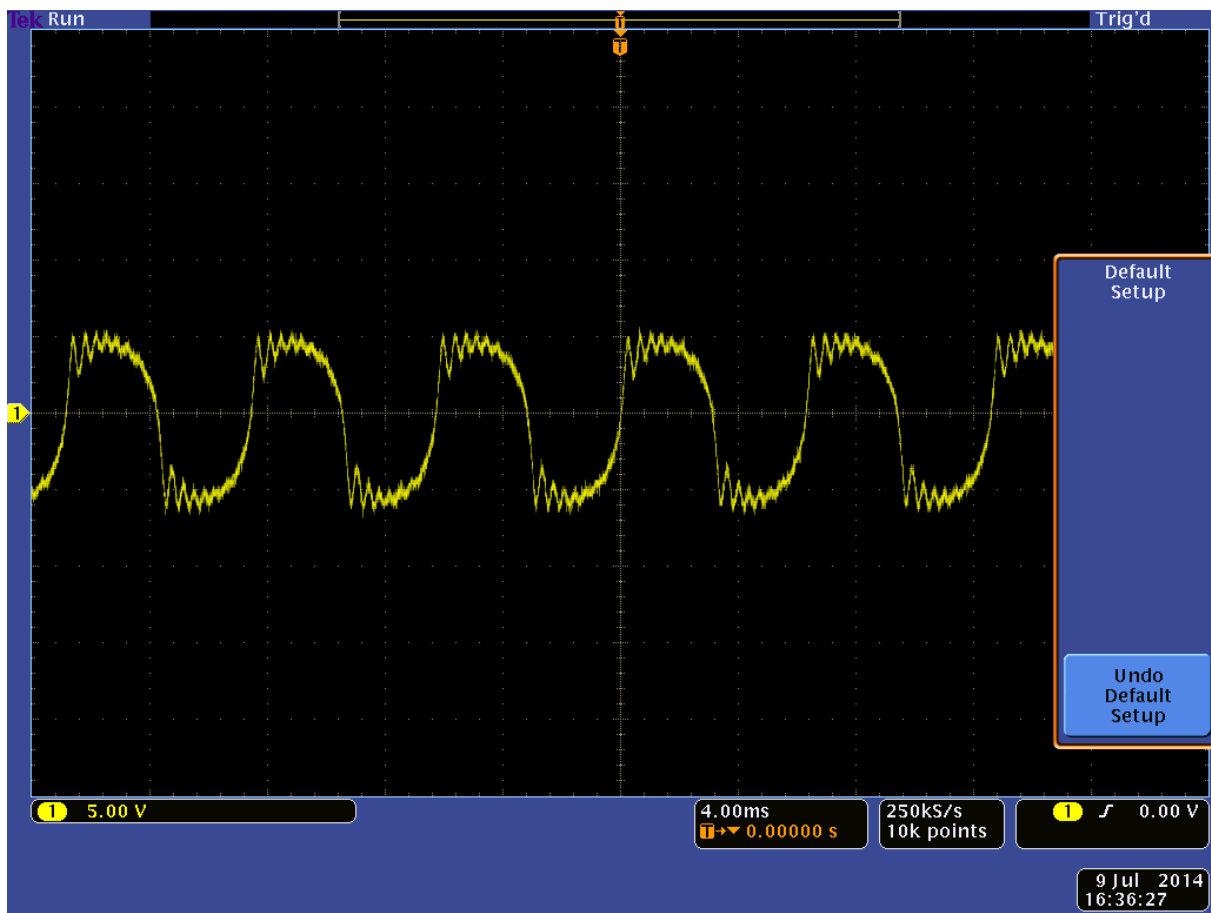 Tek Run
Trig'd
T
T
1
Default
Setup
Undo
Default
Setup
1 5.00 V
4.00ms
T→▼ 0.00000 s
250kS/s
10k points
1 ∫ 0.00 V
9 Jul 2014
16:36:27